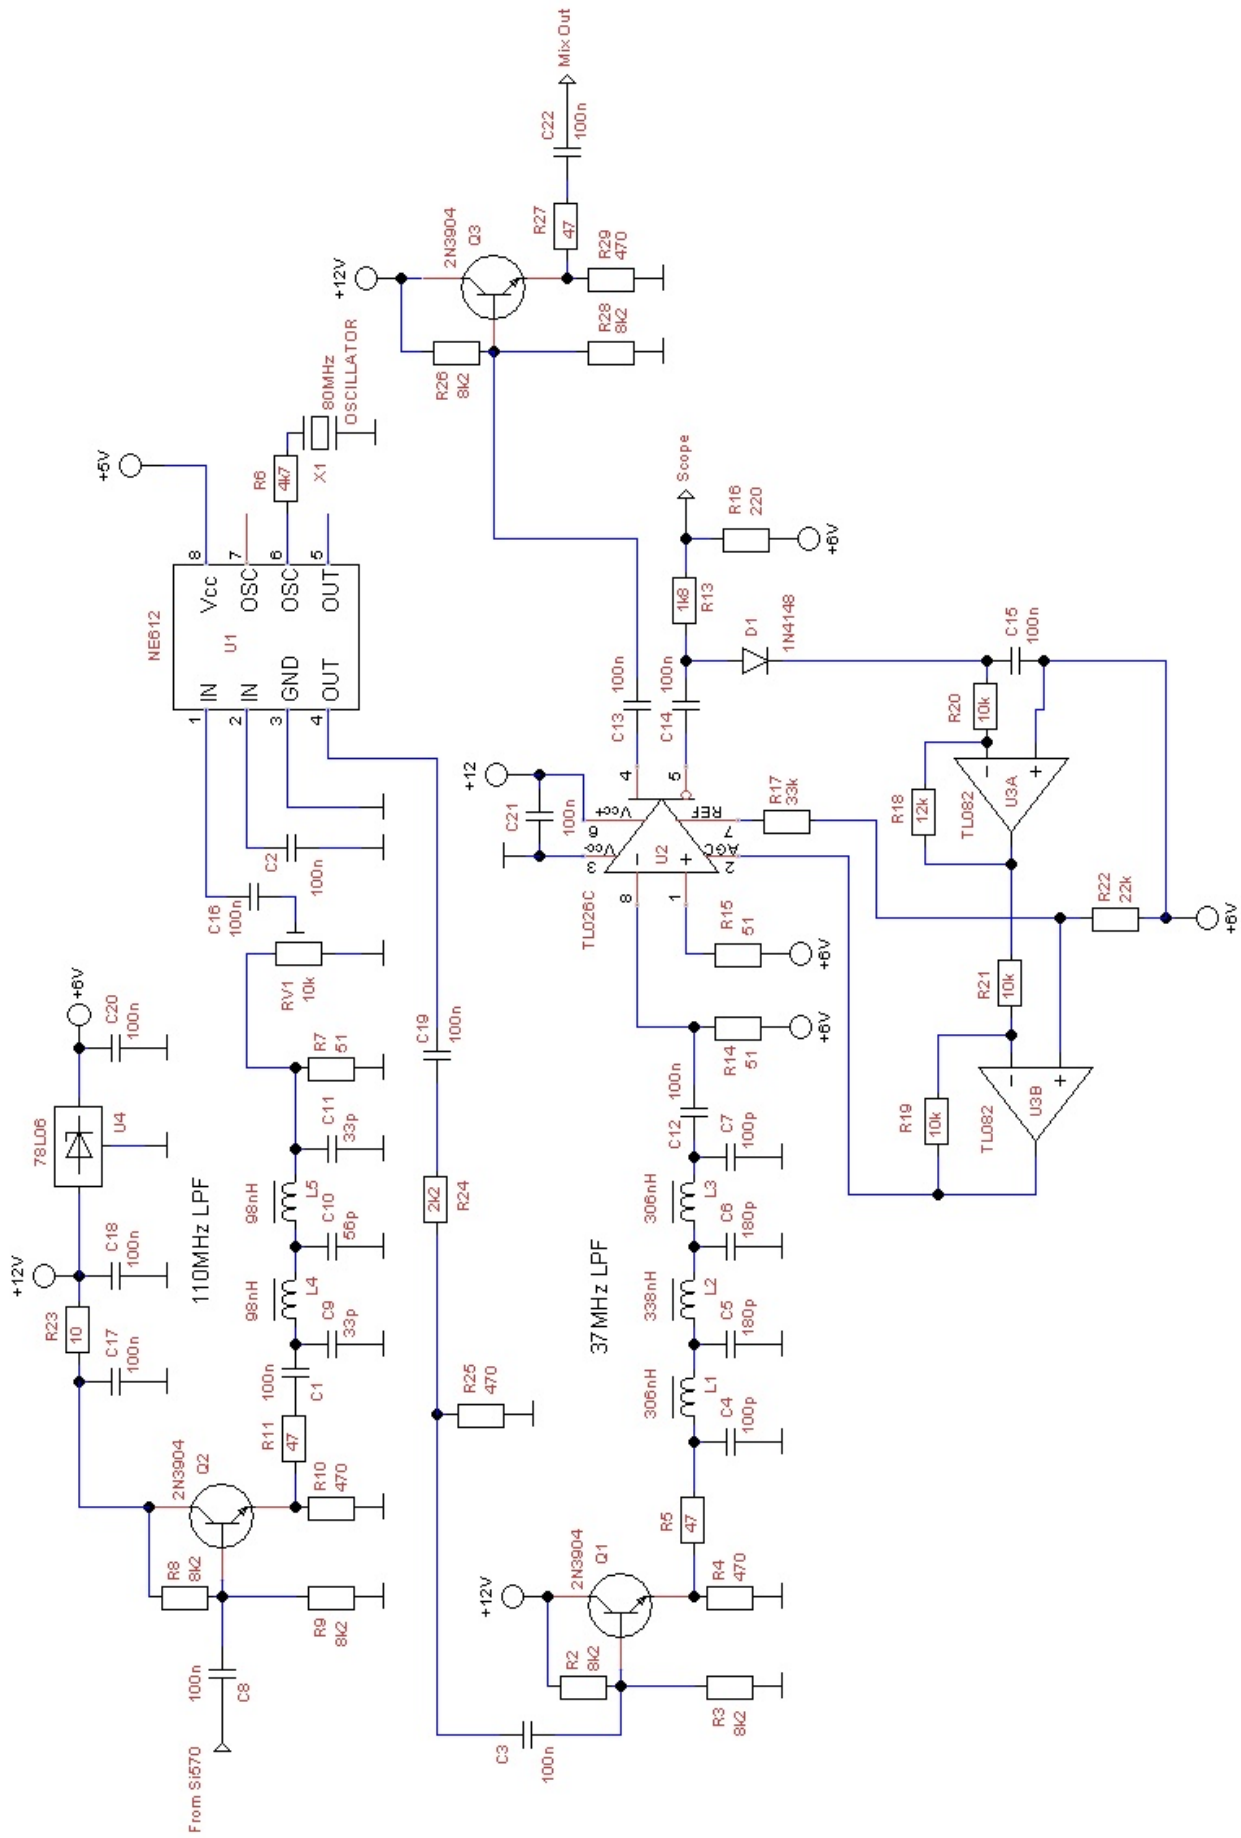 From Si570
C8
100n
R8
8k2
R9
8k2
2N3904
Q2
R10
470
R11
47
C1
100n
C17
100n
R23
10
+12V
C18
100n
78L06
U4
+6V
C20
100n
110MHz LPF
C9
33p
98nH
L4
C10
56p
98nH
L5
C11
33p
R7
51
RV1
10k
C16
100n
C2
100n
NE612
U1
1
IN
2
IN
3
GND
4
OUT
8
Vcc
7
OSC
6
OSC
5
OUT
+5V
R6
4k7
X1
80MHz
OSCILLATOR
C19
100n
R24
2k2
R25
470
C3
100n
+12V
R2
8k2
R3
8k2
2N3904
Q1
R4
470
R5
47
37MHz LPF
C4
100p
306nH
L1
C5
180p
338nH
L2
C6
180p
306nH
L3
C7
100p
C12
100n
R14
51
+6V
R15
51
+6V
TL026C
U2
8
-
1
+
3
Vcc-
6
Vcc+
2
AGC
7
REF
4
5
+12
C21
100n
C13
100n
C14
100n
R17
33k
R13
1k8
Scope
R16
220
+6V
D1
1N4148
C15
100n
R20
10k
R18
12k
TL082
U3A
-
+
R21
10k
R22
22k
+6V
R19
10k
TL082
U3B
-
+
+12V
R26
8k2
R28
8k2
2N3904
Q3
R29
470
R27
47
C22
100n
MixOut